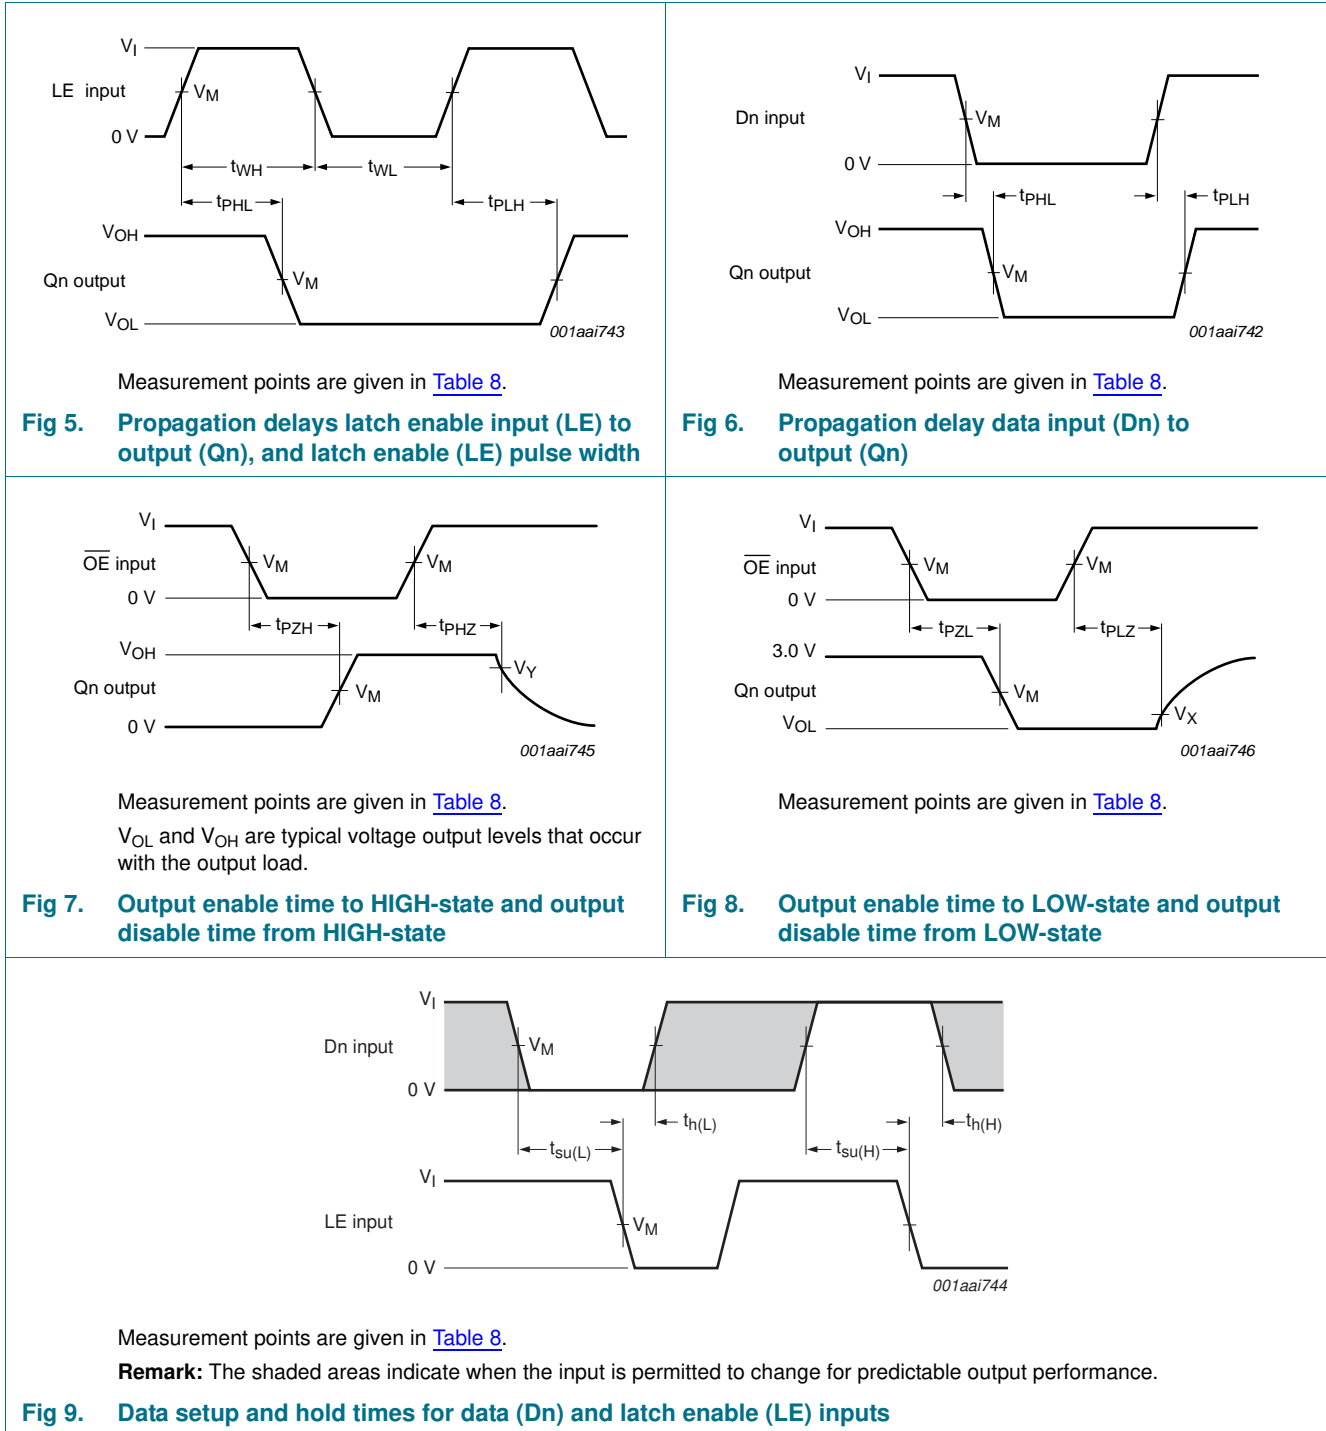 VI
LE input
VM
0 V
tWH
tWL
tPHL
tPLH
VOH
Qn output
VM
VOL
001aai743
Measurement points are given in Table 8.
Fig 5. Propagation delays latch enable input (LE) to
output (Qn), and latch enable (LE) pulse width
VI
Dn input
VM
0 V
tPHL
tPLH
VOH
Qn output
VM
VOL
001aai742
Measurement points are given in Table 8.
Fig 6. Propagation delay data input (Dn) to
output (Qn)
VI
OE input
VM
VM
0 V
tPZH
tPHZ
VOH
VY
Qn output
VM
0 V
001aai745
Measurement points are given in Table 8.
VOL and VOH are typical voltage output levels that occur
with the output load.
Fig 7. Output enable time to HIGH-state and output
disable time from HIGH-state
VI
OE input
VM
VM
0 V
tPZL
tPLZ
3.0 V
Qn output
VM
VX
VOL
001aai746
Measurement points are given in Table 8.
Fig 8. Output enable time to LOW-state and output
disable time from LOW-state
VI
Dn input
VM
0 V
th(L)
th(H)
tsu(L)
tsu(H)
VI
LE input
VM
0 V
001aai744
Measurement points are given in Table 8.
Remark: The shaded areas indicate when the input is permitted to change for predictable output performance.
Fig 9. Data setup and hold times for data (Dn) and latch enable (LE) inputs